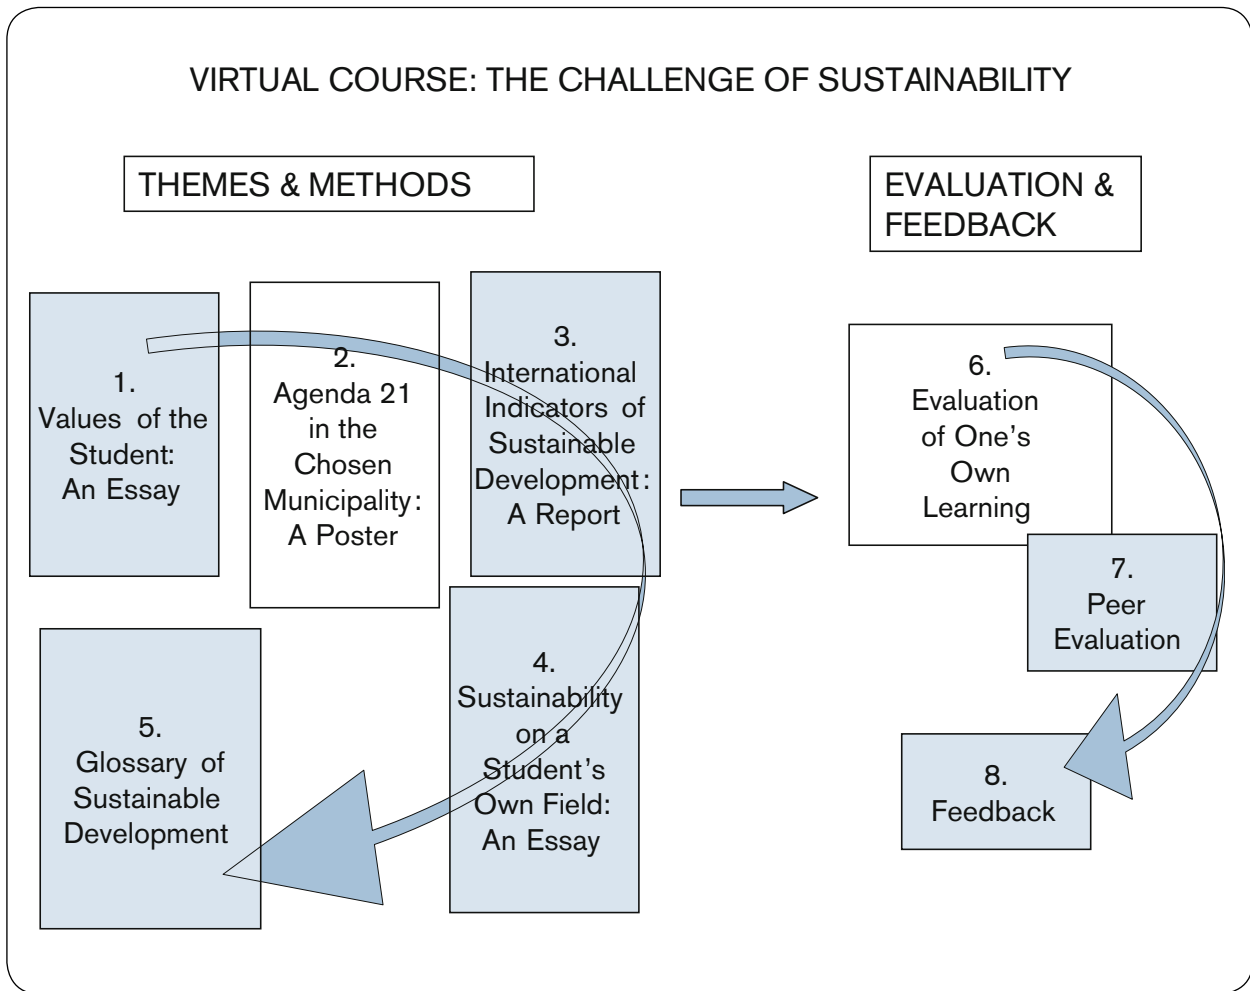 VIRTUAL COURSE: THE CHALLENGE OF SUSTAINABILITY
THEMES & METHODS
1.
Values of the
Student:
An Essay
2.
Agenda 21
in the
Chosen
Municipality:
A Poster
3.
International
Indicators of
Sustainable
Development:
A Report
4.
Sustainability
on a
Student's
Own Field:
An Essay
5.
Glossary of
Sustainable
Development
EVALUATION &
FEEDBACK
6.
Evaluation
of One's
Own
Learning
7.
Peer
Evaluation
8.
Feedback